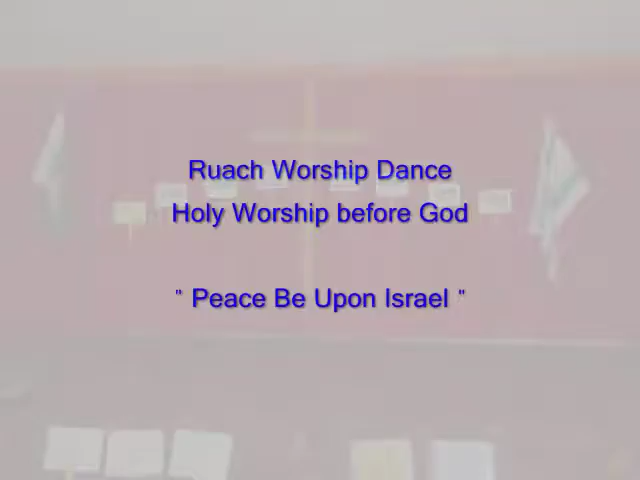 Ruach Worship Dance
Holy Worship before God
" Peace Be Upon Israel "